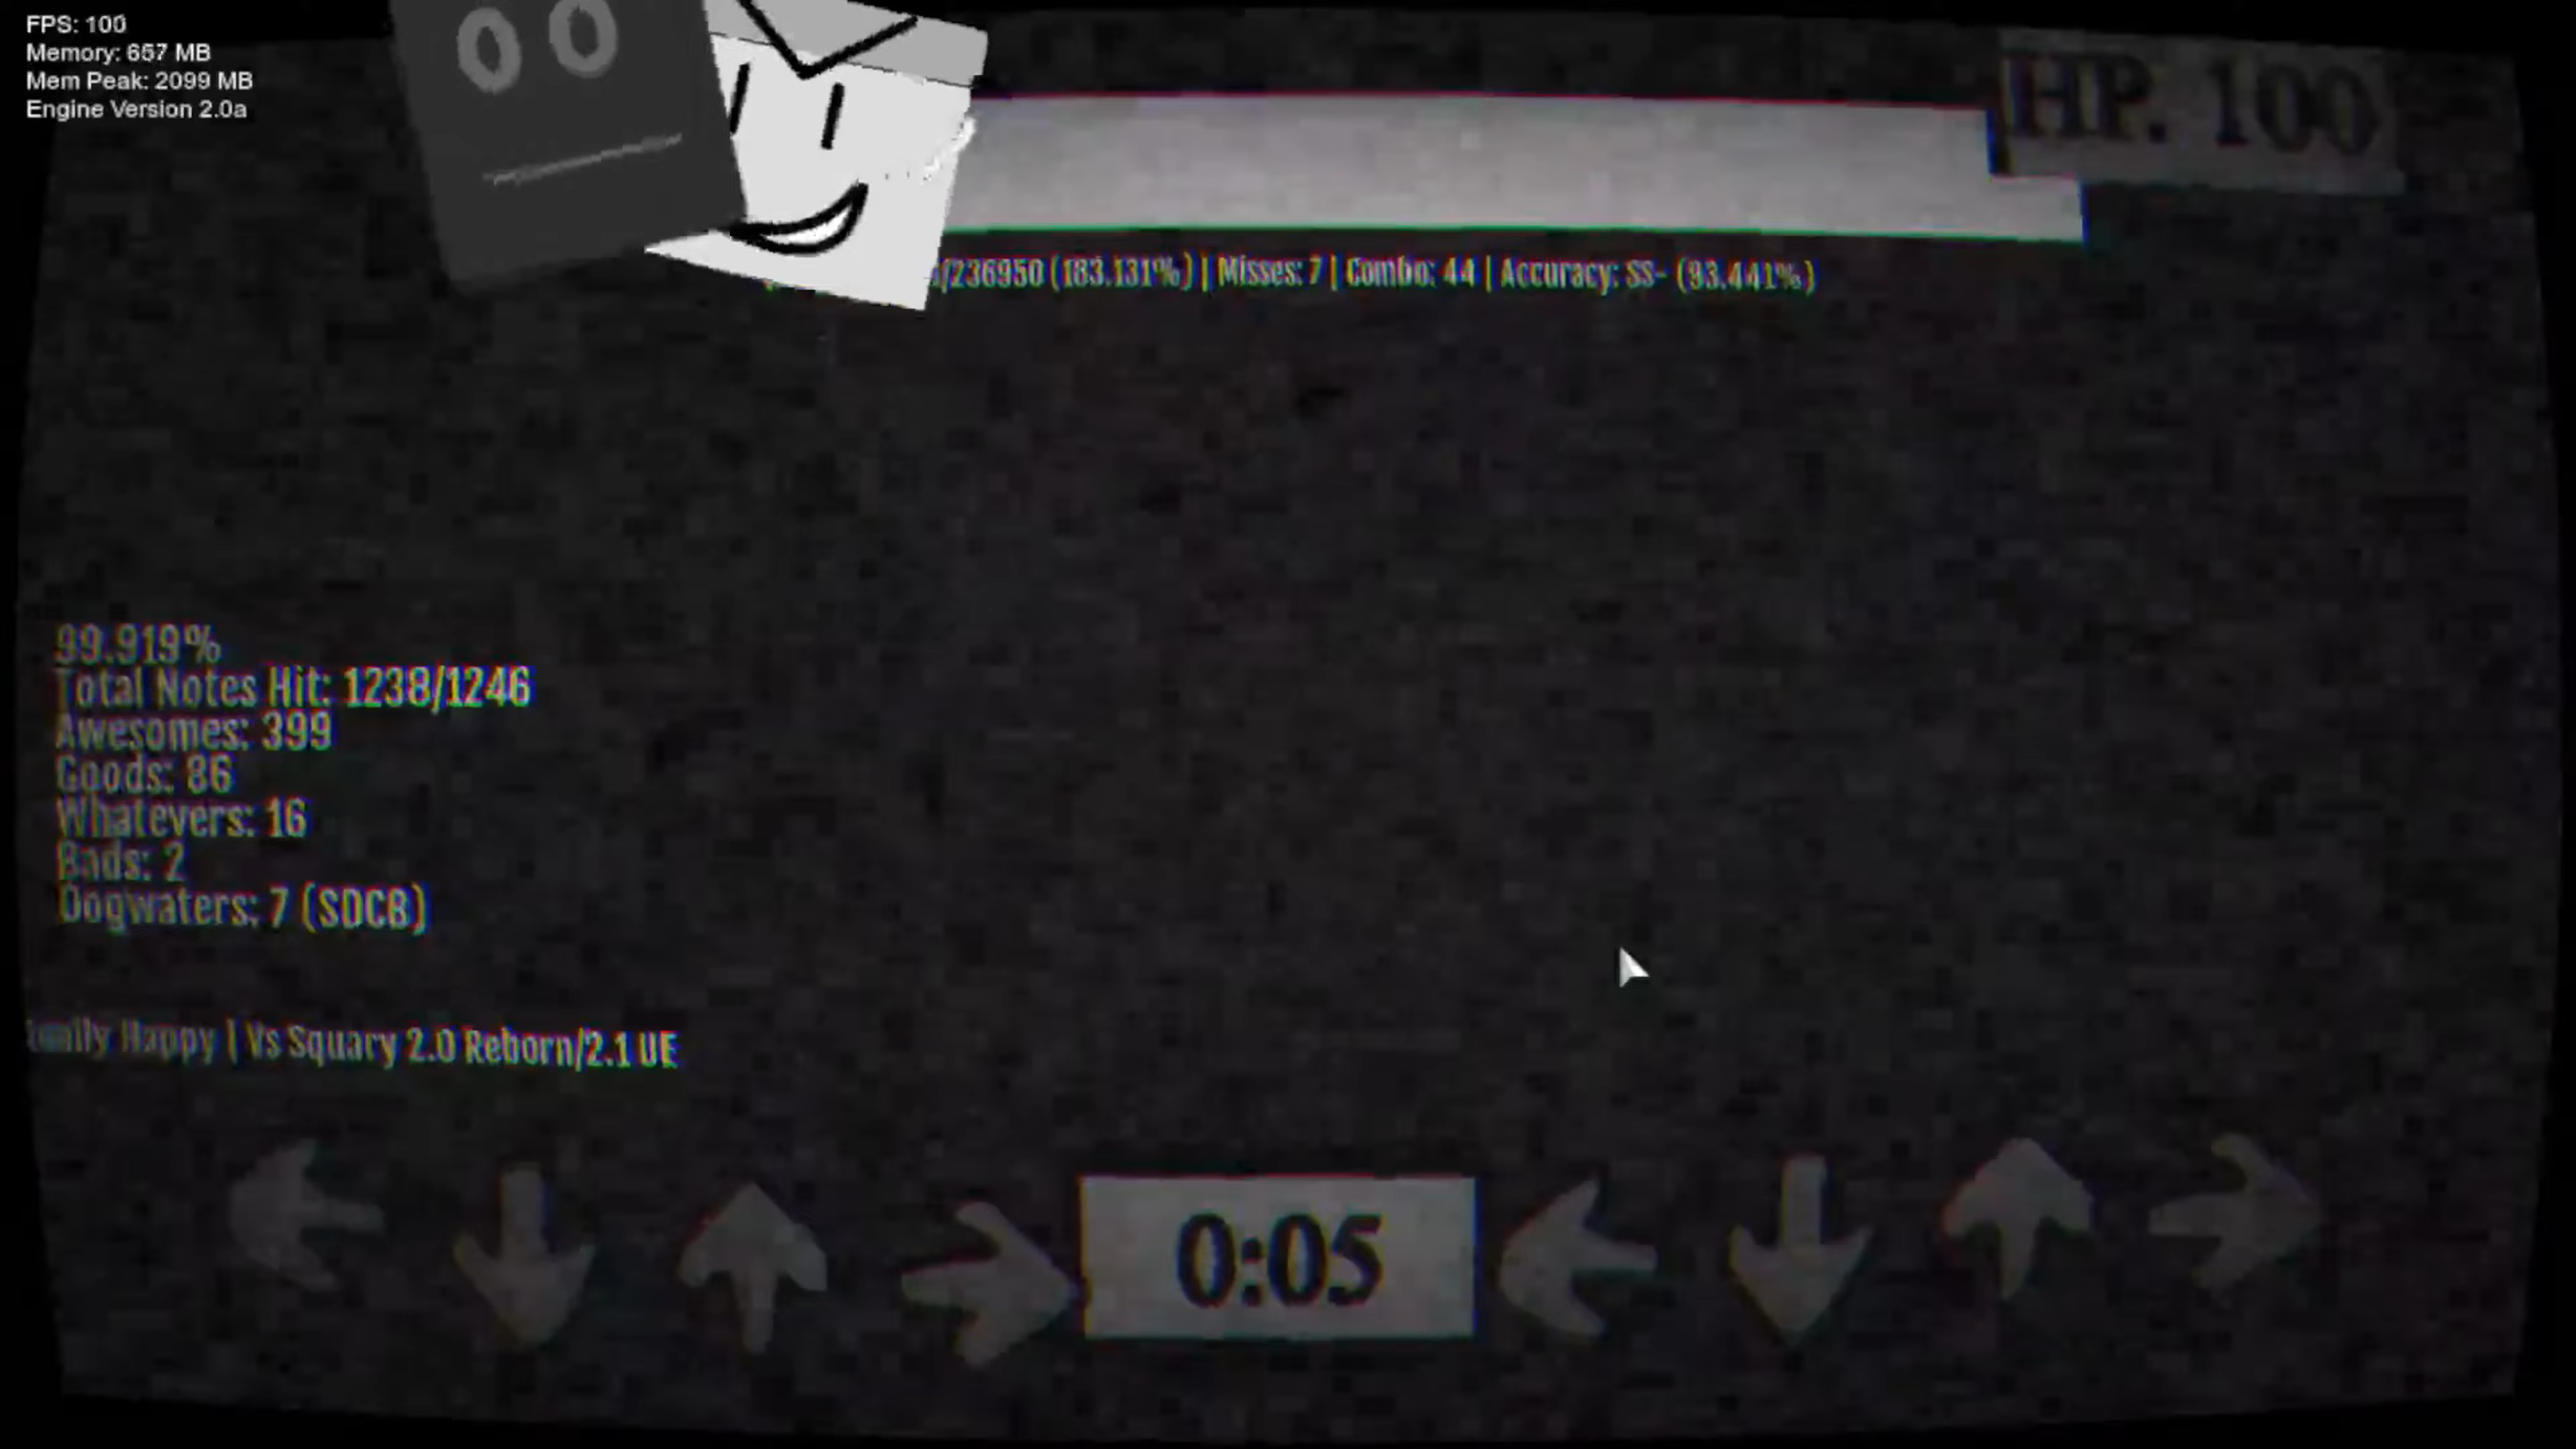 FPS: 100
Memory: 657 MB
Mem Peak: 2099 MB
Engine Version 2.0a
HP. 100
/236950 (183.131%) | Misses: 7 | Combo: 44 | Accuracy: SS- (93.441%)
99.919%
Total Notes Hit: 1238/1246
Awesomes: 399
Goods: 86
Whatevers: 16
Bads: 2
Dogwaters: 7 (SDCB)
Happy | Vs Squary 2.0 Reborn/2.1 UE
0:05